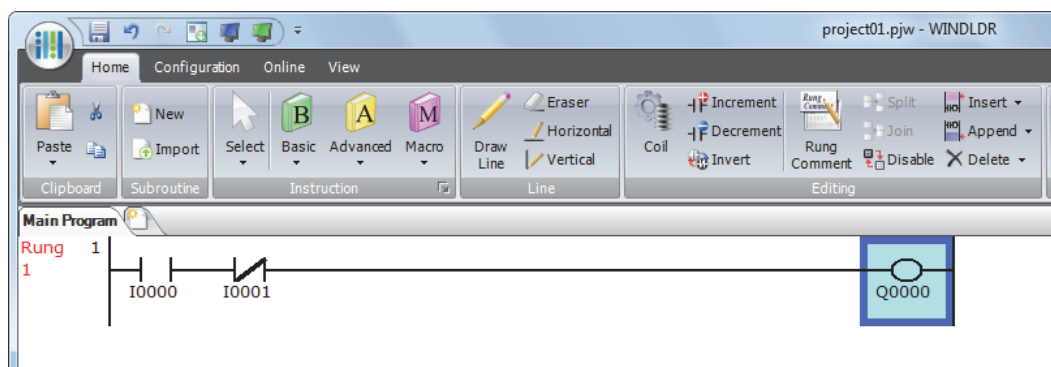 project01.pjw - WINDLDR
Home Configuration Online View
Paste New Import Select Basic Advanced Macro Draw Line Eraser Horizontal Vertical Coil Increment Decrement Invert Rung Comment Split Join Disable Insert Append Delete
B A M
Clipboard Subroutine Instruction Line Editing
Main Program
Rung 1
1
I0000 I0001 Q0000